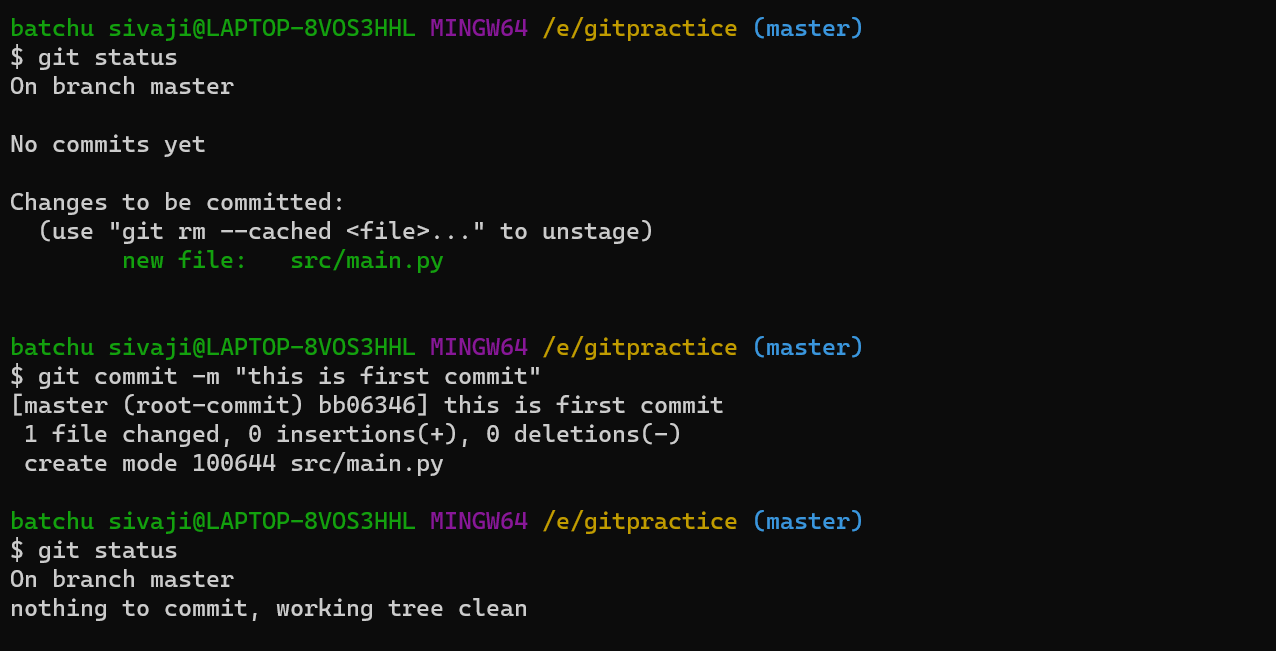 batchu sivaji@LAPTOP-8VOS3HHL MINGW64 /e/gitpractice (master)
$ git status
On branch master

No commits yet

Changes to be committed:
  (use "git rm --cached <file>..." to unstage)
        new file:   src/main.py


batchu sivaji@LAPTOP-8VOS3HHL MINGW64 /e/gitpractice (master)
$ git commit -m "this is first commit"
[master (root-commit) bb06346] this is first commit
 1 file changed, 0 insertions(+), 0 deletions(-)
 create mode 100644 src/main.py

batchu sivaji@LAPTOP-8VOS3HHL MINGW64 /e/gitpractice (master)
$ git status
On branch master
nothing to commit, working tree clean